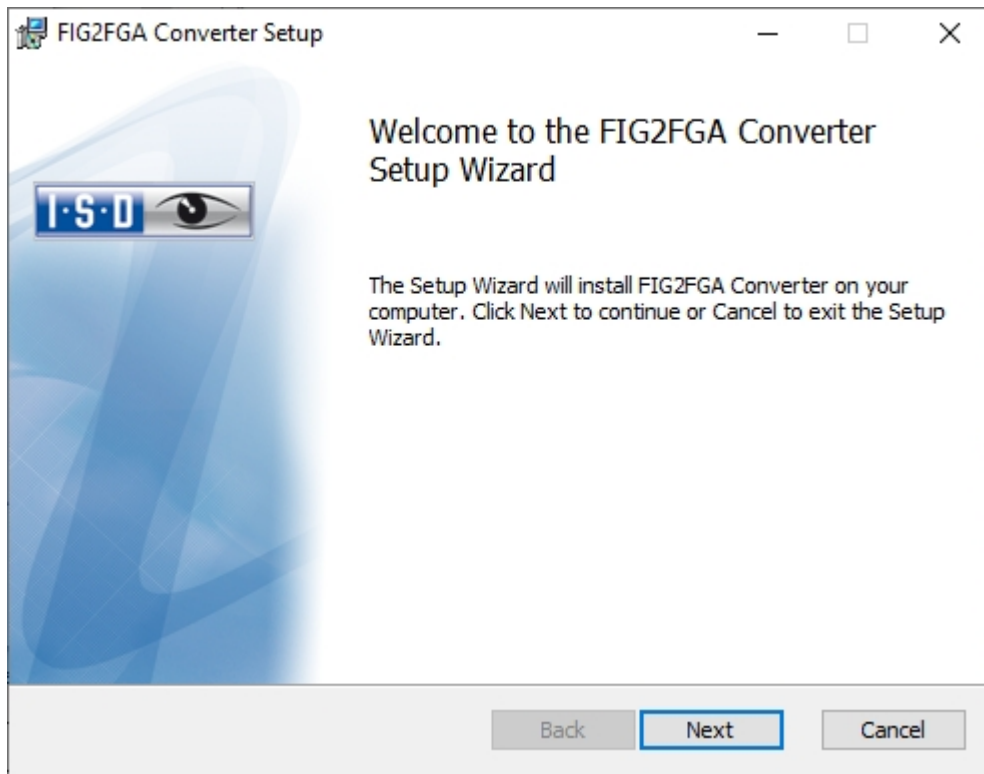 FIG2FGA Converter Setup
Welcome to the FIG2FGA Converter
Setup Wizard
I·S·D
The Setup Wizard will install FIG2FGA Converter on your
computer. Click Next to continue or Cancel to exit the Setup
Wizard.
Back Next Cancel